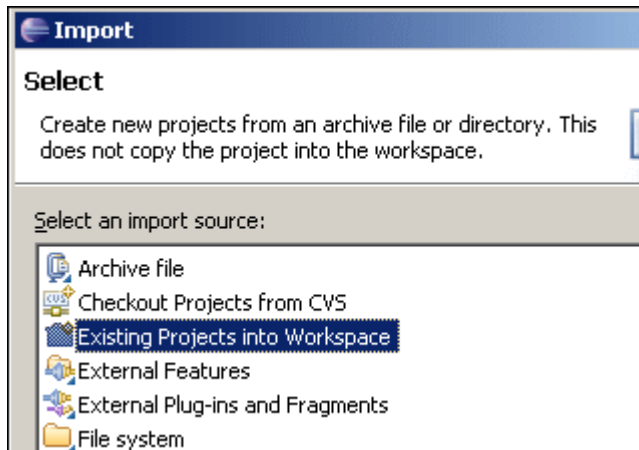 Import
Select
Create new projects from an archive file or directory. This
does not copy the project into the workspace.
Select an import source:
Archive file
CVS Checkout Projects from CVS
Existing Projects into Workspace
External Features
External Plug-ins and Fragments
File system